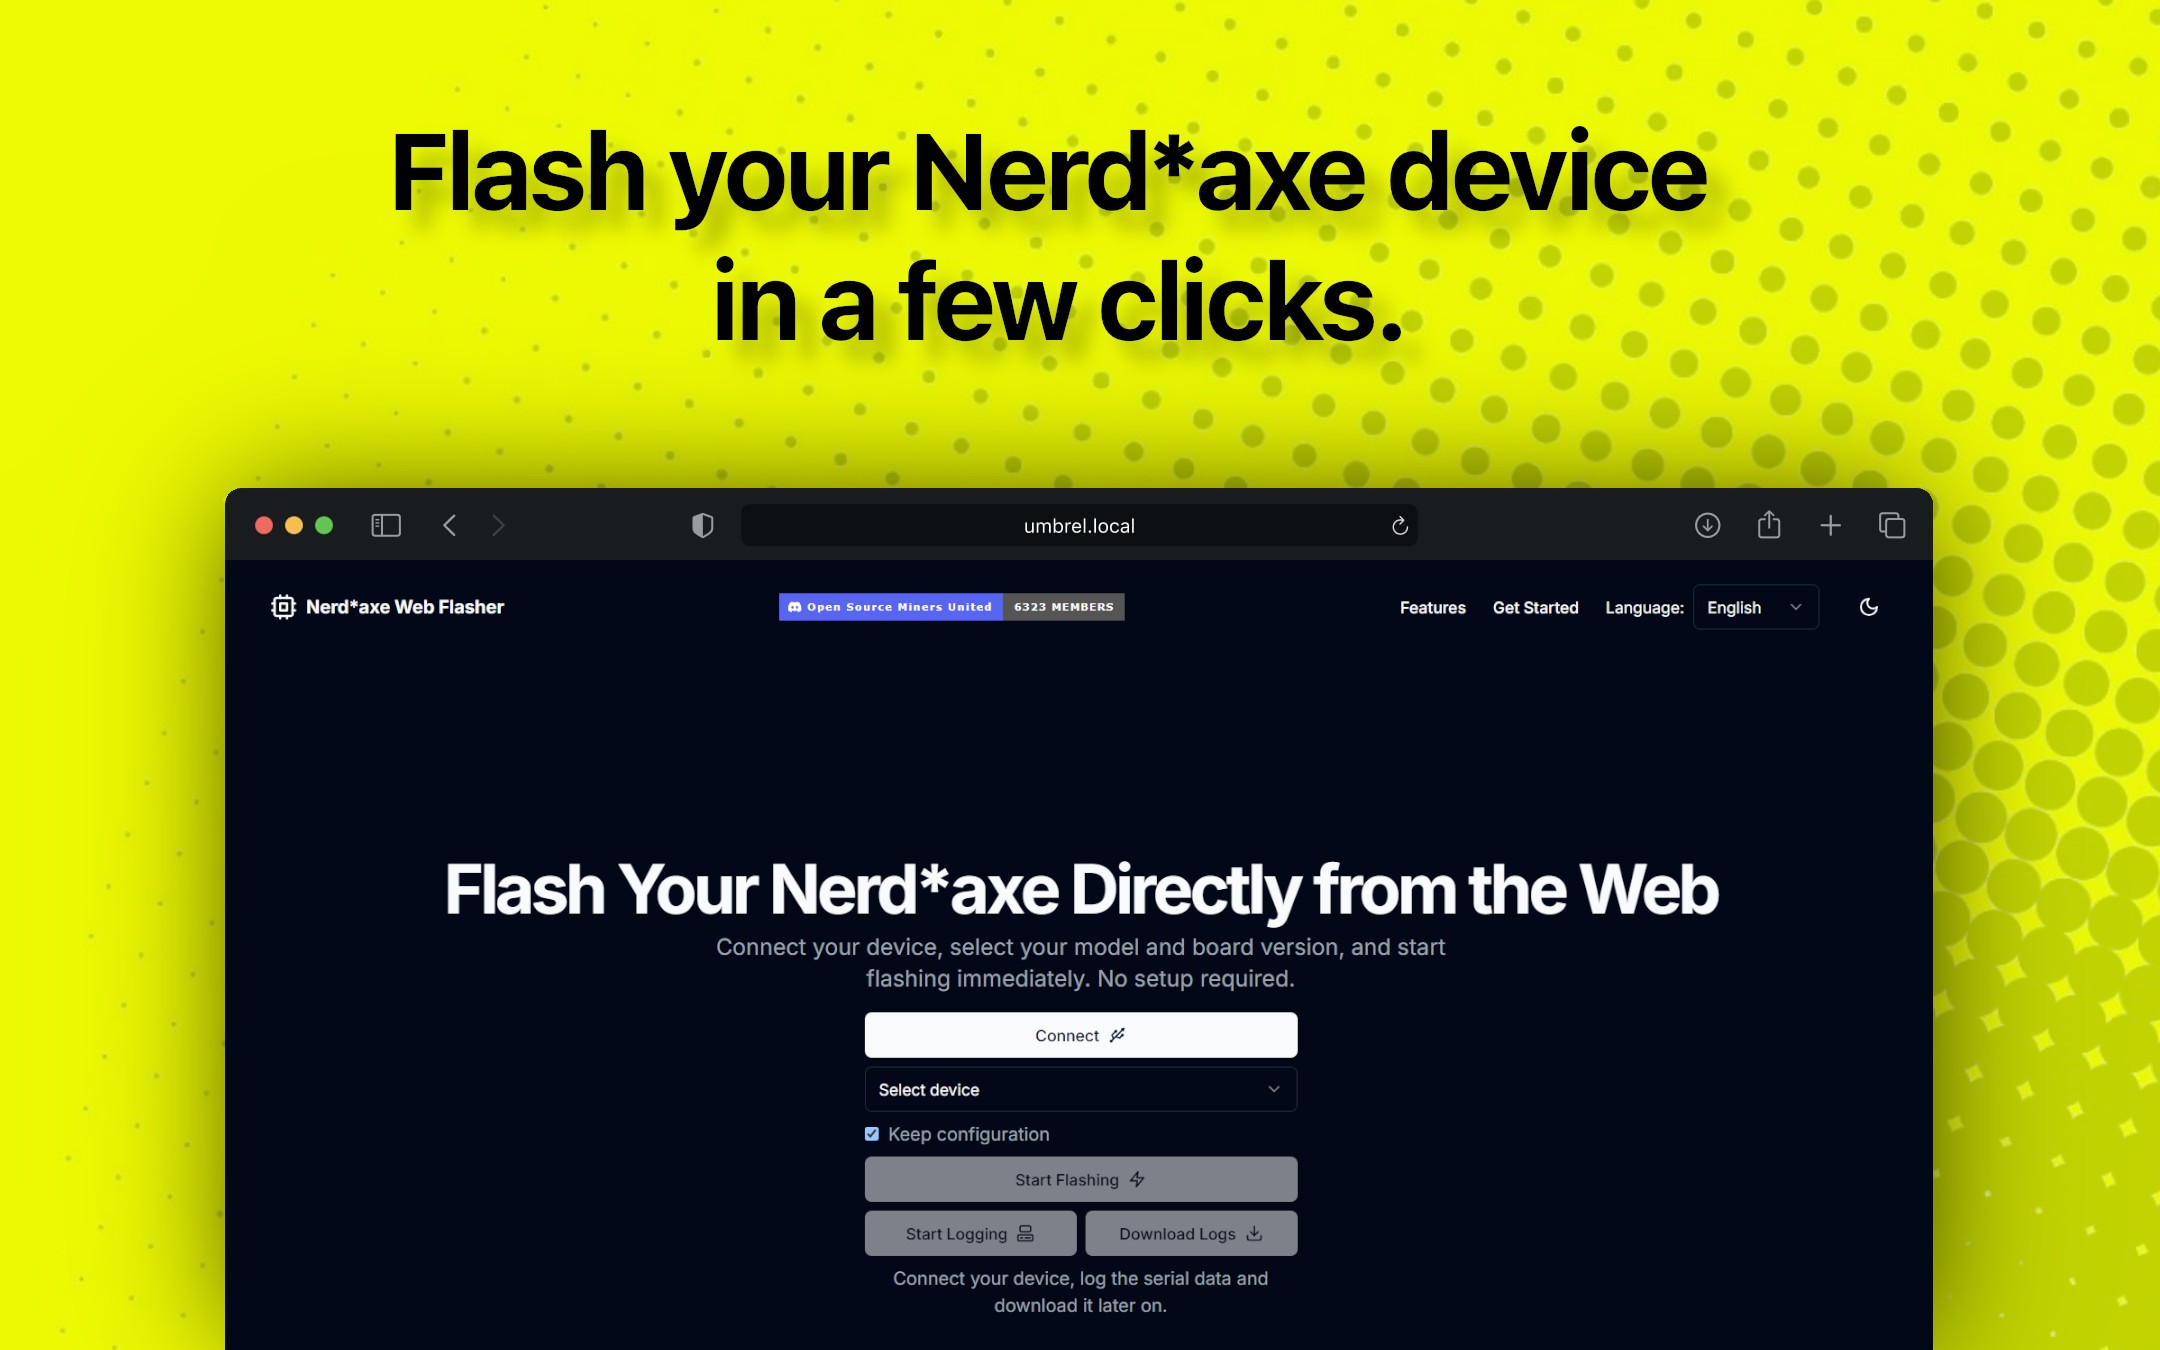 Flash your Nerd*axe device
in a few clicks.
umbrel.local
Nerd*axe Web Flasher
Open Source Miners United 6323 MEMBERS
Features Get Started Language: English
Flash Your Nerd*axe Directly from the Web
Connect your device, select your model and board version, and start
flashing immediately. No setup required.
Connect
Select device
Keep configuration
Start Flashing
Start Logging Download Logs
Connect your device, log the serial data and
download it later on.